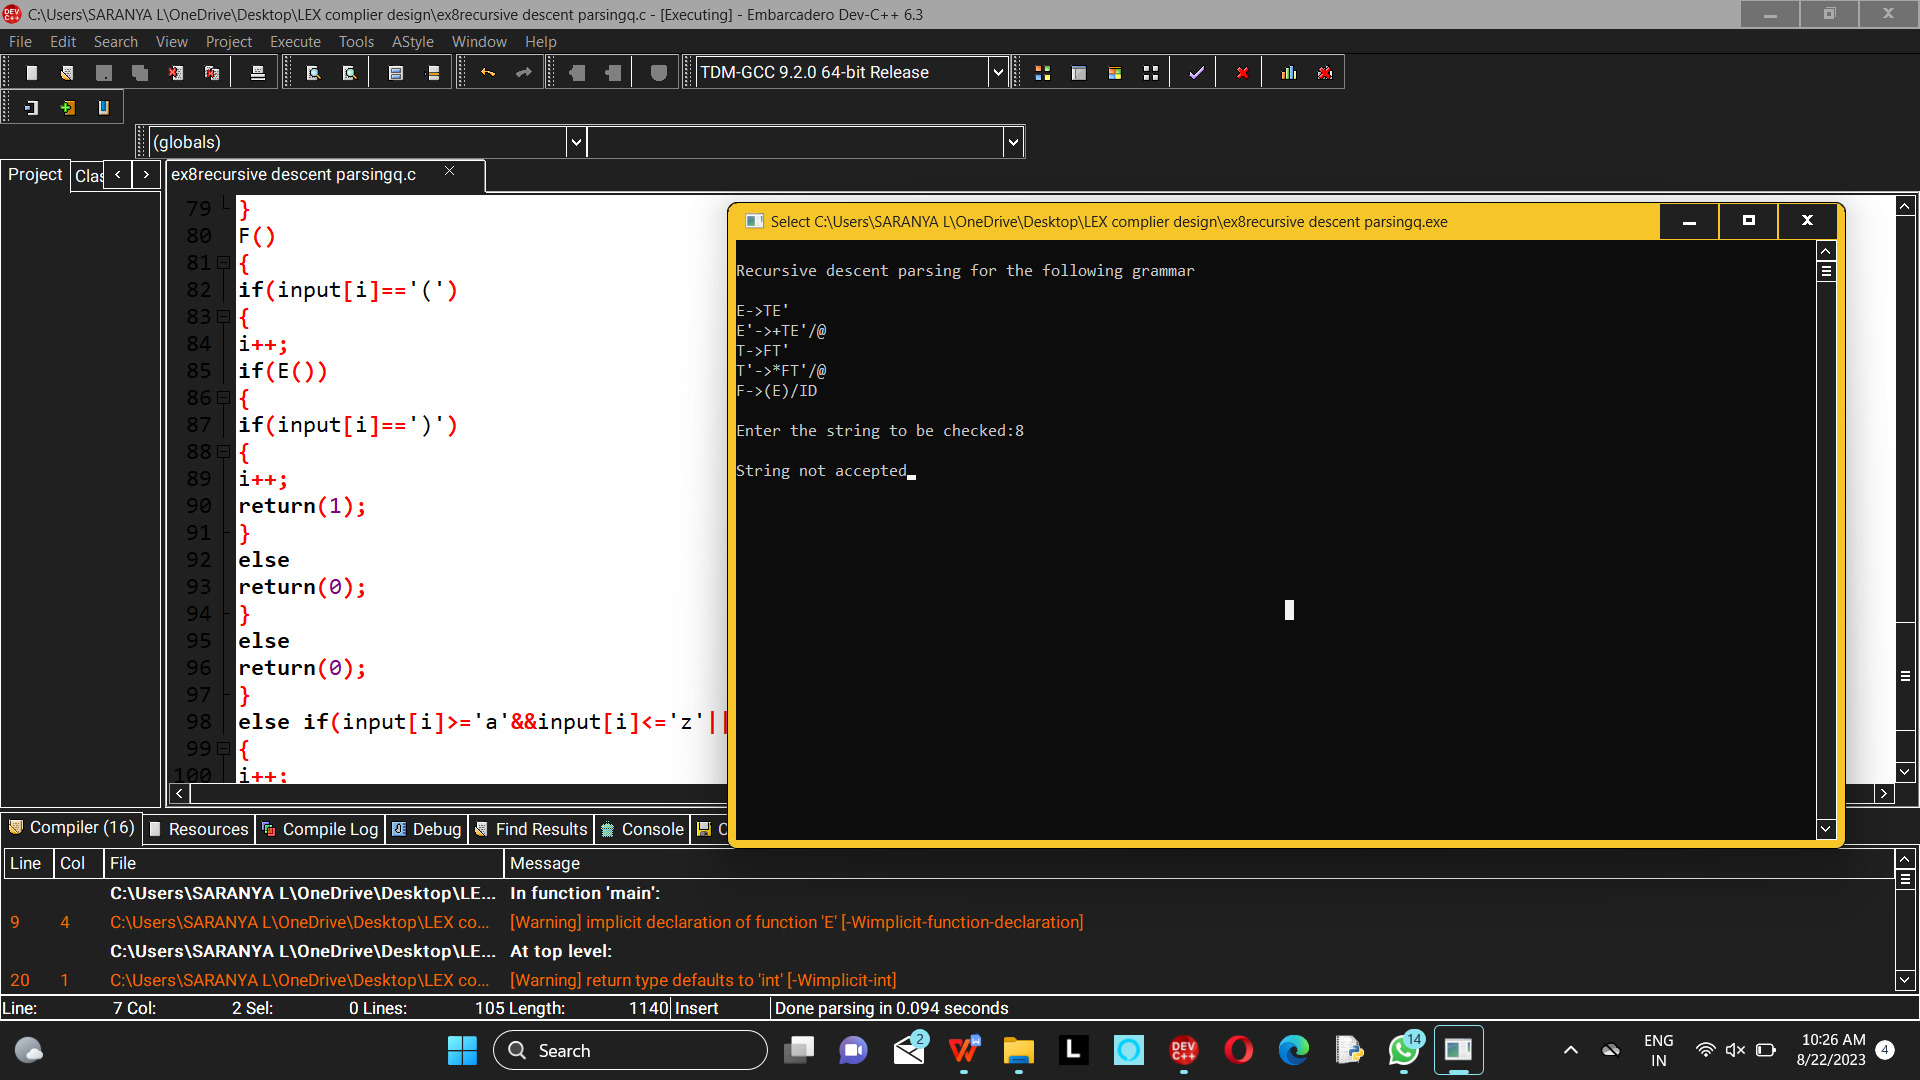 C:\Users\SARANYA L\OneDrive\Desktop\LEX complier design\ex8recursive descent parsingq.c - [Executing] - Embarcadero Dev-C++ 6.3
File Edit Search View Project Execute Tools AStyle Window Help
TDM-GCC 9.2.0 64-bit Release
(globals)
Project Clas ex8recursive descent parsingq.c
79 }
80 F()
81 {
82 if(input[i]=='(')
83 {
84 i++;
85 if(E())
86 {
87 if(input[i]==')')
88 {
89 i++;
90 return(1);
91 }
92 else
93 return(0);
94 }
95 else
96 return(0);
97 }
98 else if(input[i]>='a'&&input[i]<='z'||
99 {
100 i++;
Select C:\Users\SARANYA L\OneDrive\Desktop\LEX complier design\ex8recursive descent parsingq.exe
Recursive descent parsing for the following grammar
E->TE'
E'->+TE'/@
T->FT'
T'->*FT'/@
F->(E)/ID
Enter the string to be checked:8
String not accepted
Compiler (16) Resources Compile Log Debug Find Results Console C
Line Col File Message
C:\Users\SARANYA L\OneDrive\Desktop\LE... In function 'main':
9 4 C:\Users\SARANYA L\OneDrive\Desktop\LEX co... [Warning] implicit declaration of function 'E' [-Wimplicit-function-declaration]
C:\Users\SARANYA L\OneDrive\Desktop\LE... At top level:
20 1 C:\Users\SARANYA L\OneDrive\Desktop\LEX co... [Warning] return type defaults to 'int' [-Wimplicit-int]
Line: 7 Col: 2 Sel: 0 Lines: 105 Length: 1140 Insert Done parsing in 0.094 seconds
Search 2 W L DEV C++ 14 ENG 10:26 AM
IN 8/22/2023 4